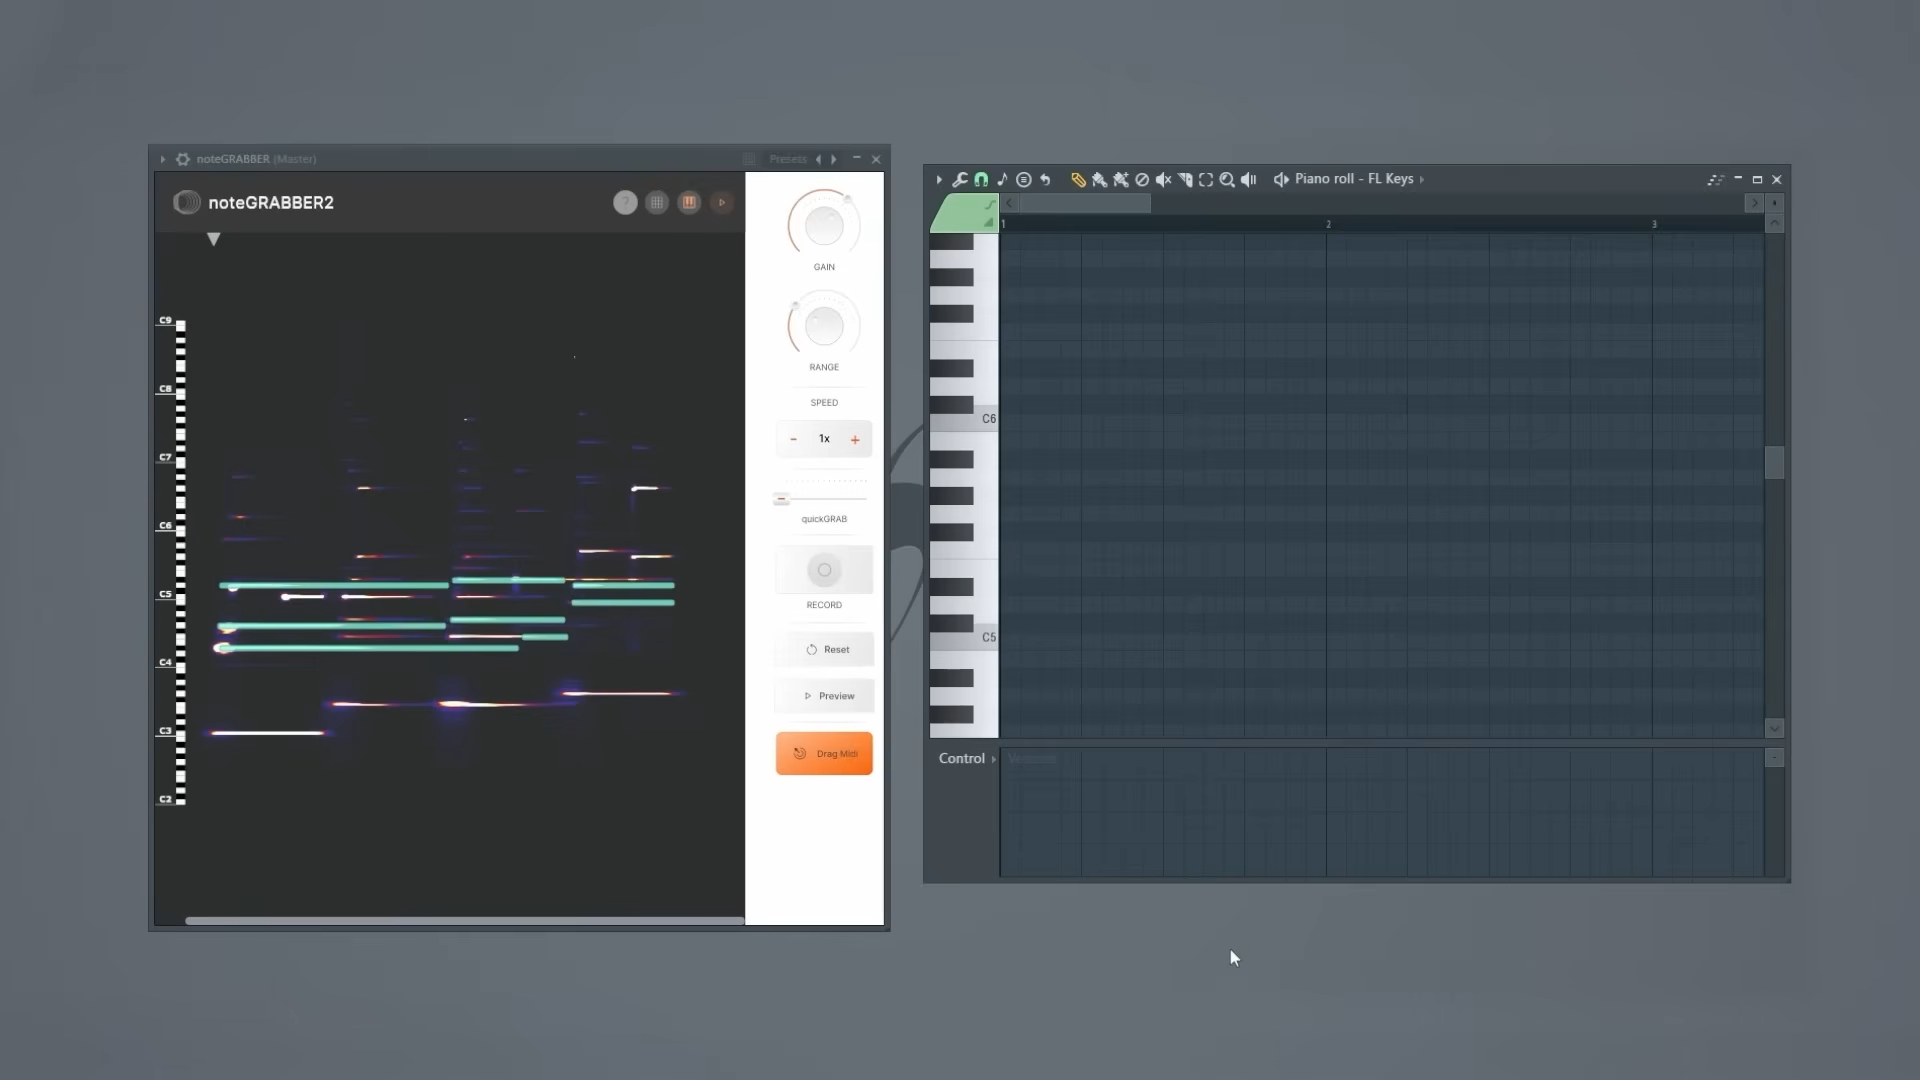 noteGRABBER (Master)
Presets
noteGRABBER2
?
GAIN
RANGE
SPEED
- 1x +
quickGRAB
RECORD
Reset
Preview
Drag Midi
C9
C8
C7
C6
C5
C4
C3
C2
Piano roll - FL Keys
1 2 3
C6
C5
Control